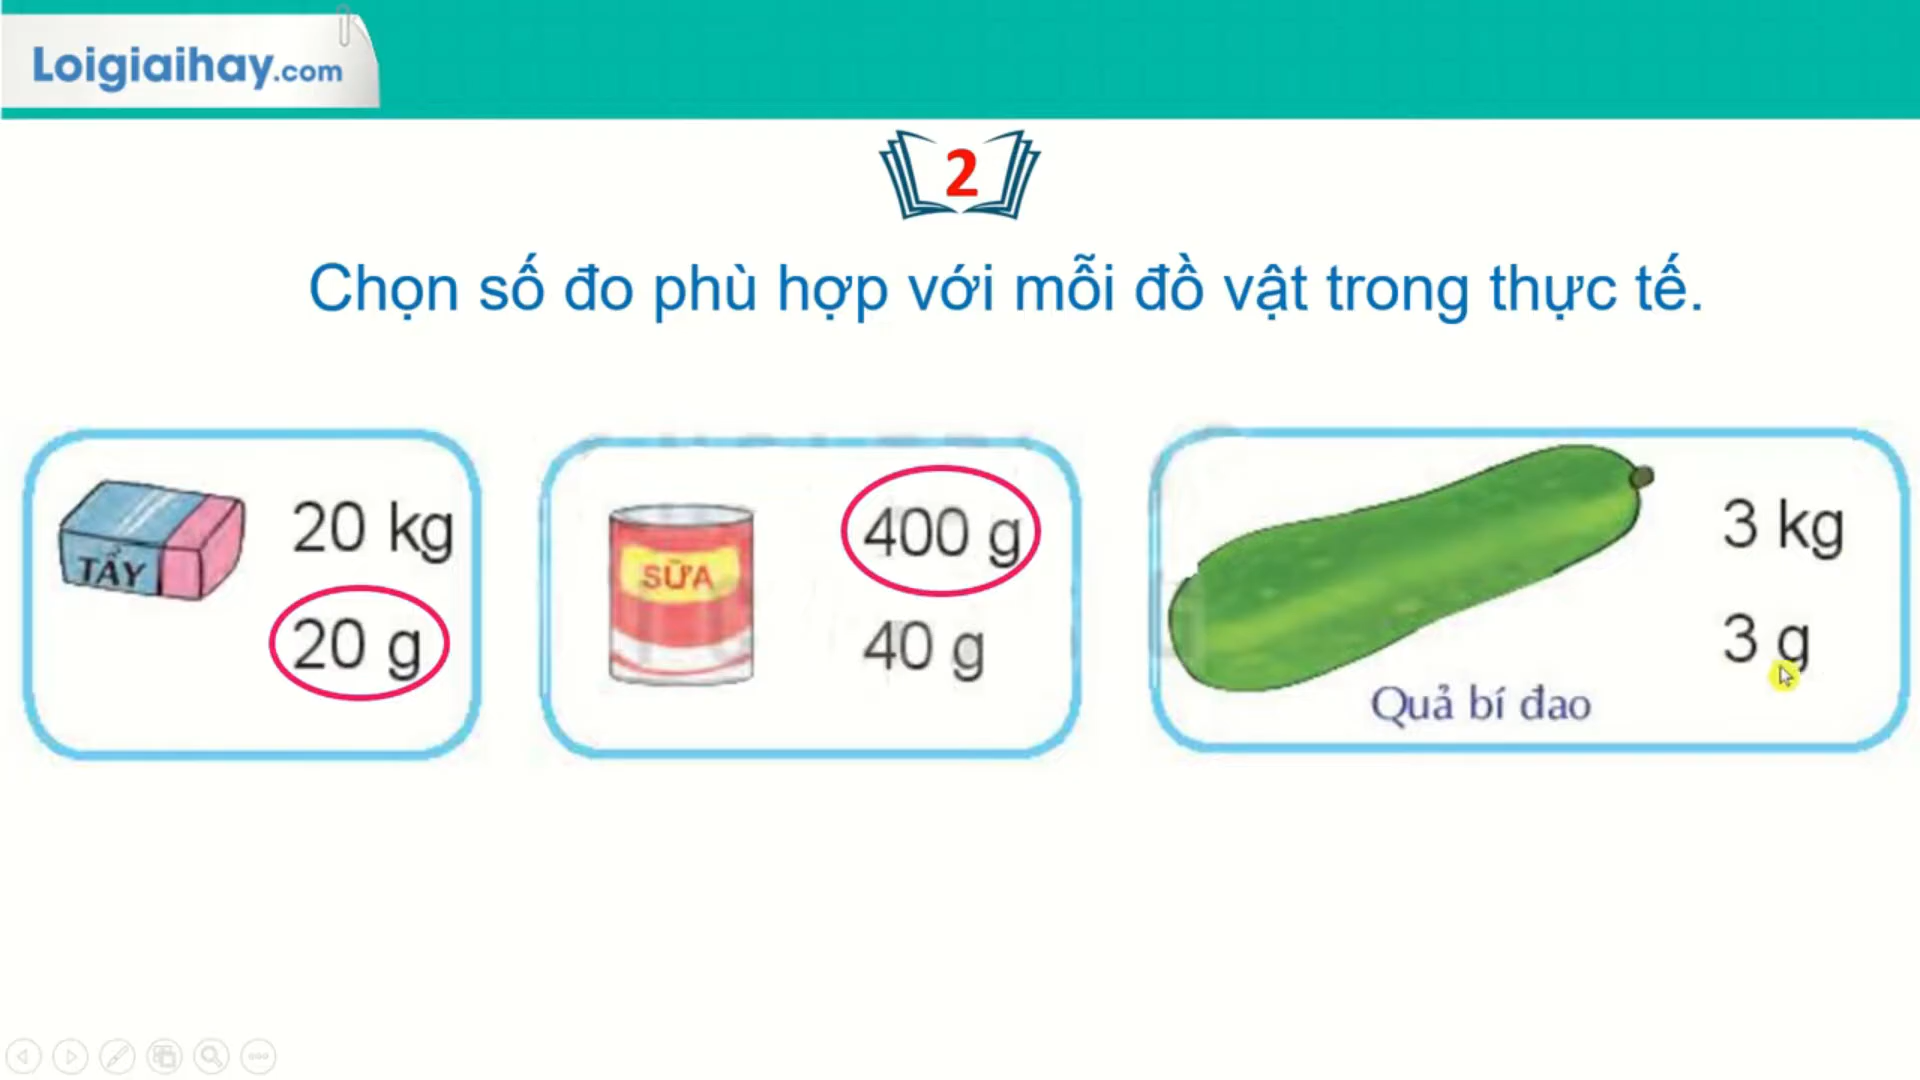 Loigiaihay.com
2
Chọn số đo phù hợp với mỗi đồ vật trong thực tế.
TẨY
20 kg
20 g
SỮA
400 g
40 g
3 kg
3 g
Quả bí đao